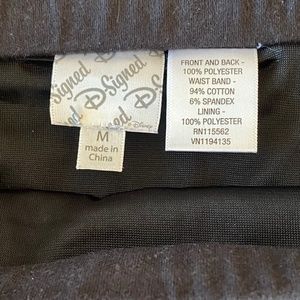 D Signed
D Signed
Disney
M
made in
China
FRONT AND BACK -
100% POLYESTER
WAIST BAND -
94% COTTON
6% SPANDEX
LINING -
100% POLYESTER
RN115562
VN1194135